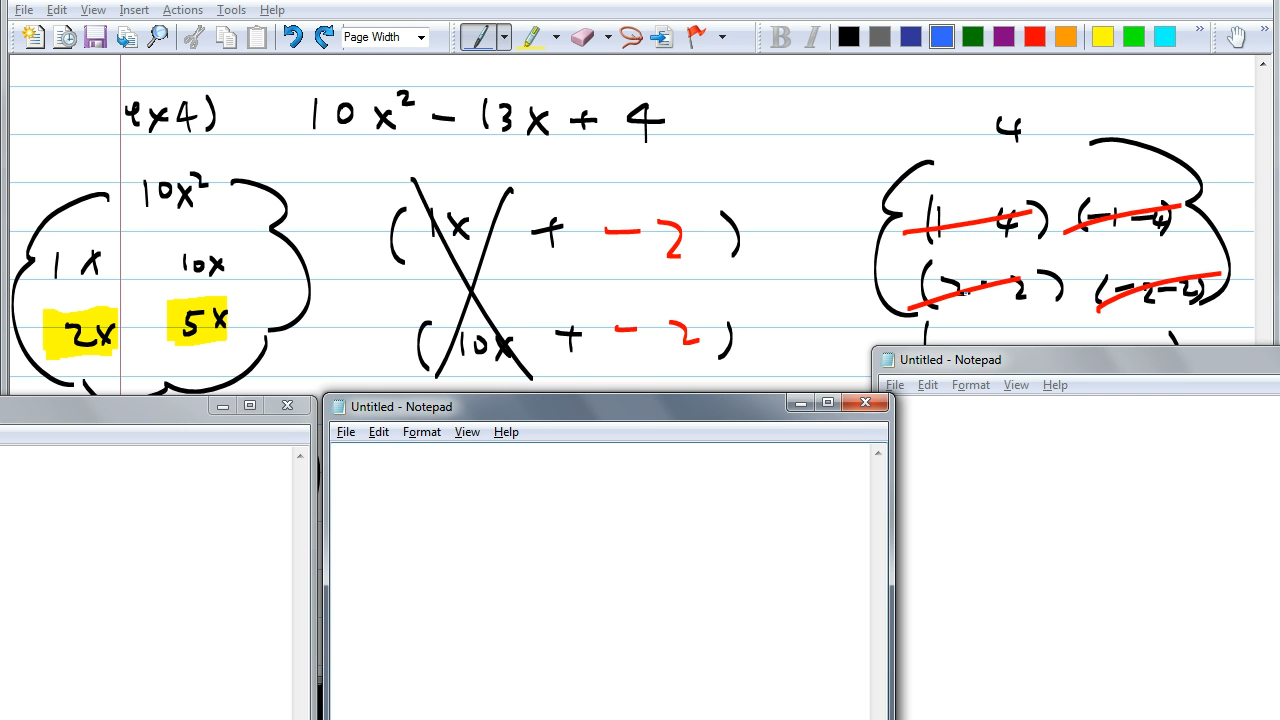 File Edit View Insert Actions Tools Help
Page Width B I
ex4) 10x² - 13x + 4
4
10x²
1x 10x
2x 5x
(1x + -2)
(10x + -2)
(1 4) (-1 -4)
(2 2) (-2 -2)
Untitled - Notepad
File Edit Format View Help
Untitled - Notepad
File Edit Format View Help